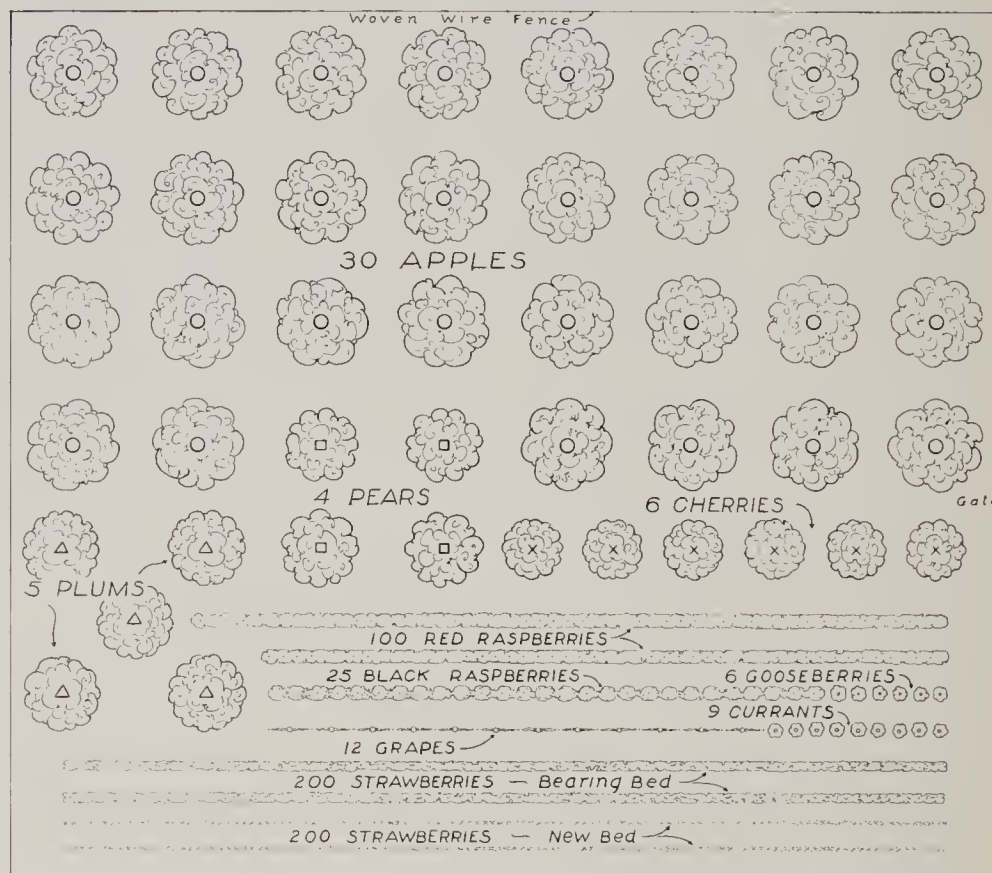 Woven Wire Fence
30 APPLES
4 PEARS
6 CHERRIES
5 PLUMS
100 RED RASPBERRIES
25 BLACK RASPBERRIES
6 GOOSEBERRIES
9 CURRANTS
12 GRAPES
200 STRAWBERRIES — Bearing Bed
200 STRAWBERRIES — New Bed